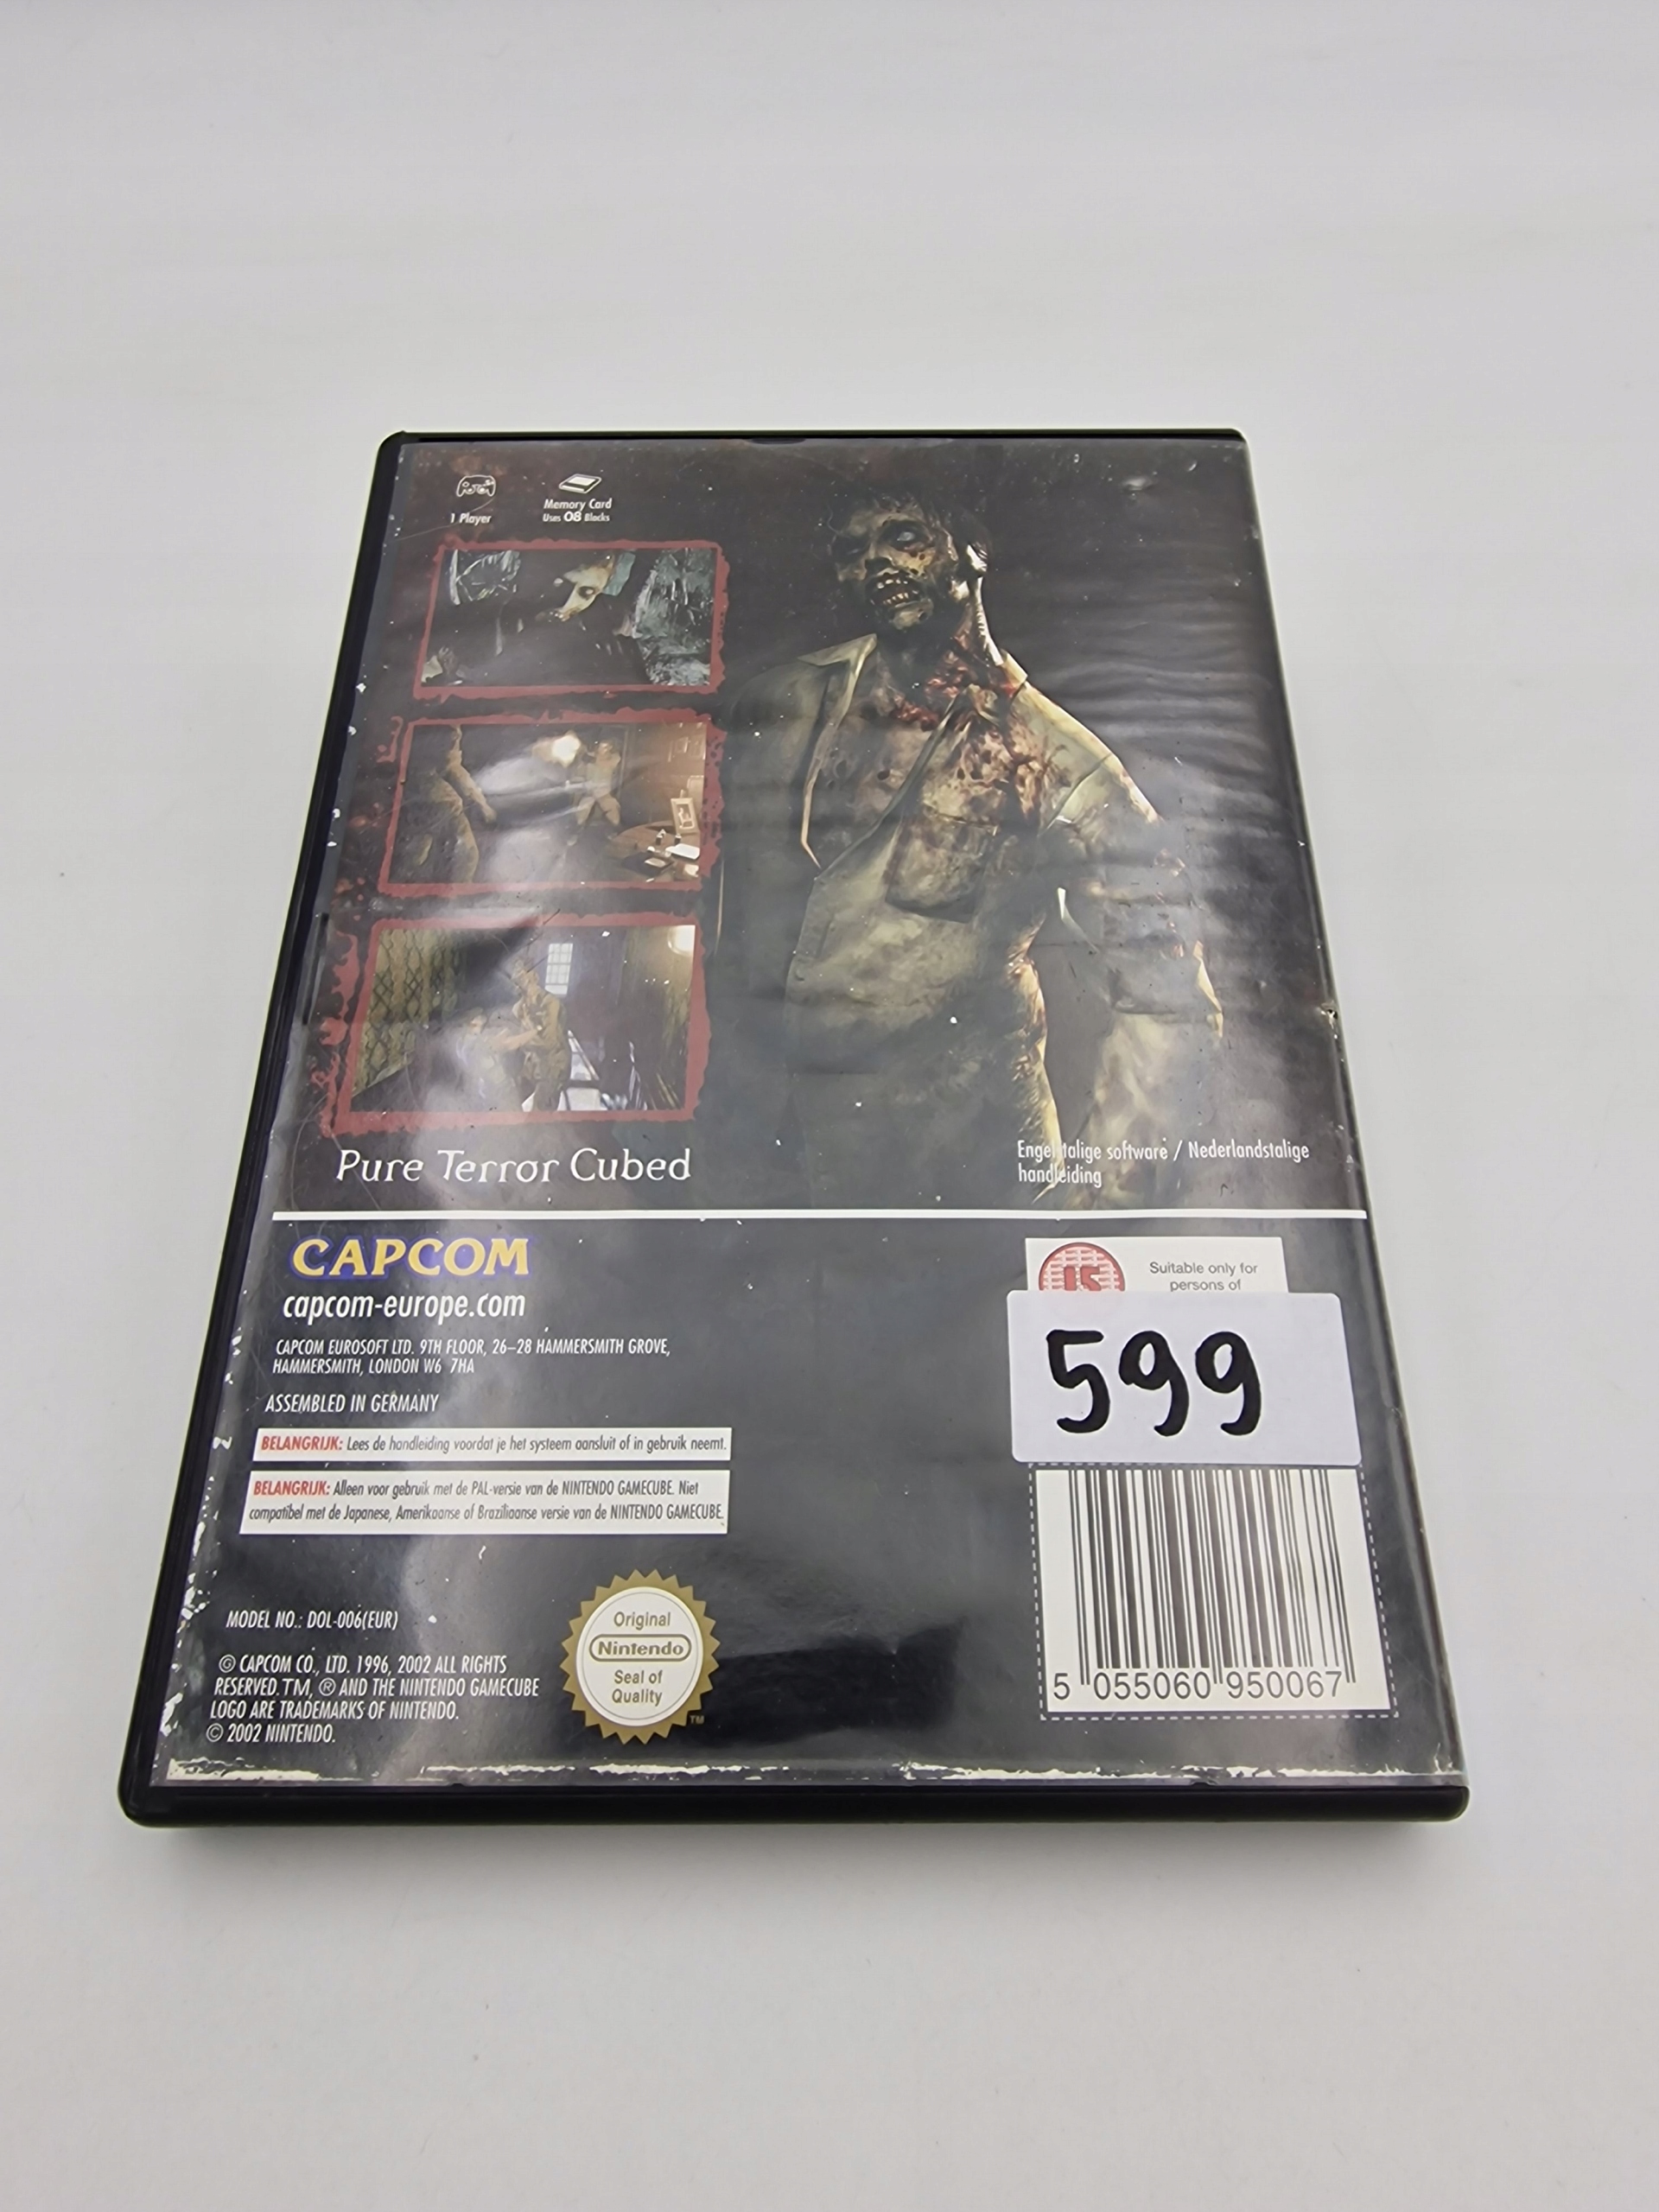 1 Player
Memory Card
Uses 08 Blocks
Pure Terror Cubed
Engelstalige software / Nederlandstalige
handleiding
CAPCOM
capcom-europe.com
CAPCOM EUROSOFT LTD. 9TH FLOOR, 26–28 HAMMERSMITH GROVE,
HAMMERSMITH, LONDON W6 7HA
ASSEMBLED IN GERMANY
BELANGRIJK: Lees de handleiding voordat je het systeem aansluit of in gebruik neemt.
BELANGRIJK: Alleen voor gebruik met de PAL-versie van de NINTENDO GAMECUBE. Niet
compatibel met de Japanese, Amerikaanse of Braziliaanse versie van de NINTENDO GAMECUBE.
MODEL NO.: DOL-006(EUR)
© CAPCOM CO., LTD. 1996, 2002 ALL RIGHTS
RESERVED.TM, ® AND THE NINTENDO GAMECUBE
LOGO ARE TRADEMARKS OF NINTENDO.
© 2002 NINTENDO.
Original
Nintendo
Seal of
Quality
TM
15
Suitable only for
persons of
599
5 055060 950067